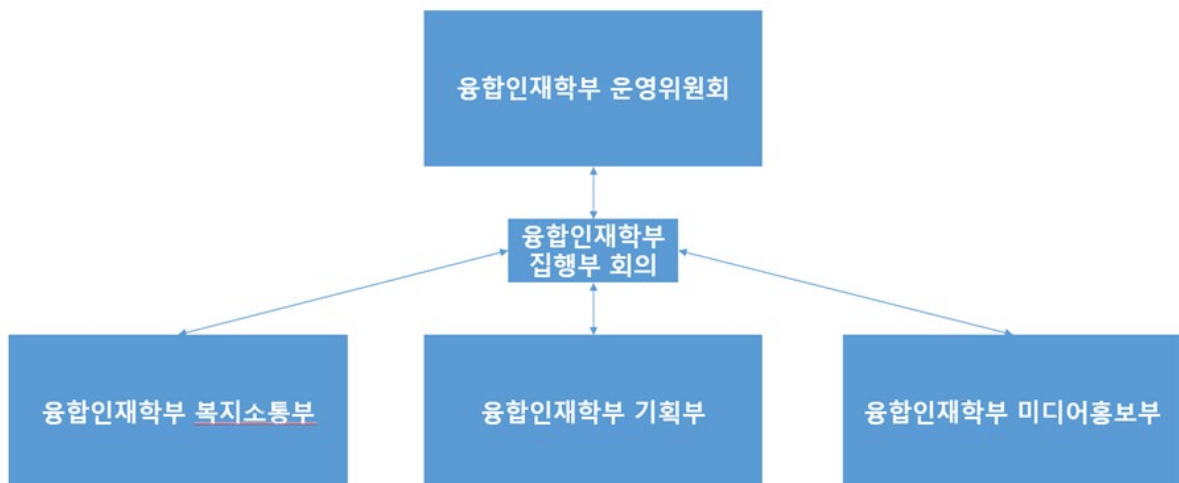 융합인재학부 운영위원회
융합인재학부
집행부 회의
융합인재학부 복지소통부
융합인재학부 기획부
융합인재학부 미디어홍보부